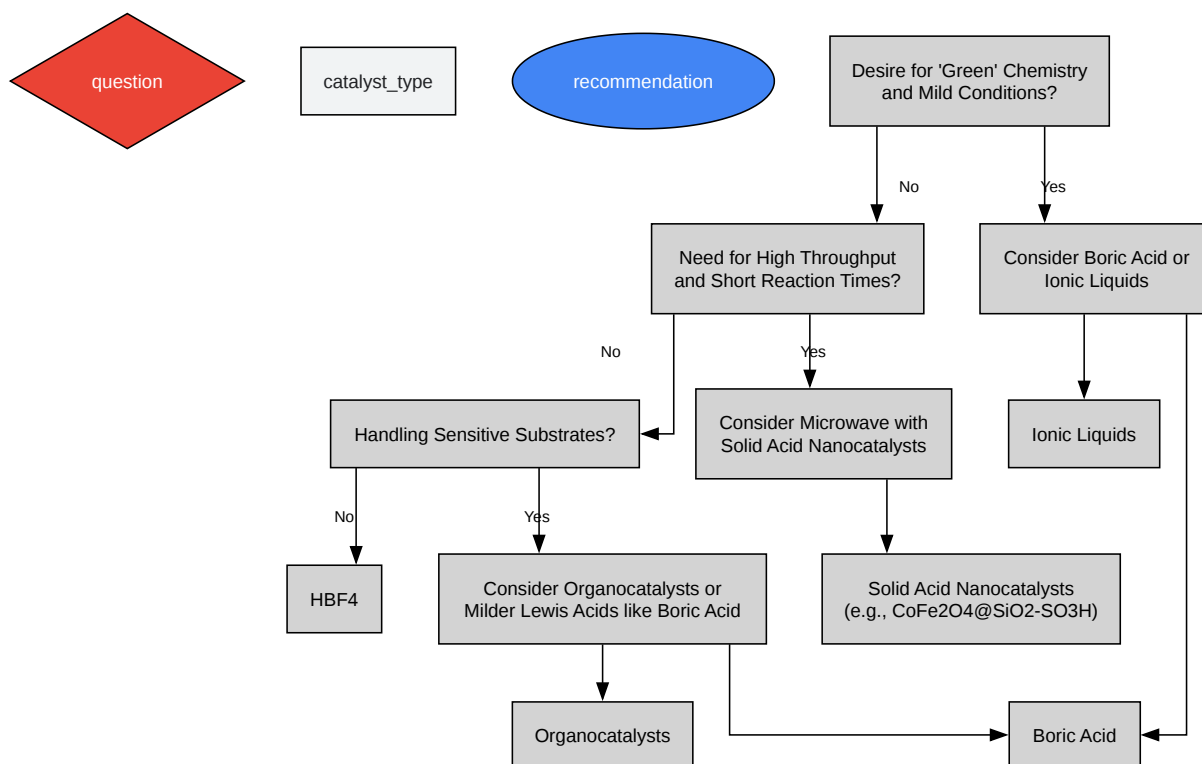 question
catalyst_type
recommendation
Desire for 'Green' Chemistry
and Mild Conditions?
No
Yes
Need for High Throughput
and Short Reaction Times?
Consider Boric Acid or
Ionic Liquids
No
Yes
Handling Sensitive Substrates?
Consider Microwave with
Solid Acid Nanocatalysts
Ionic Liquids
No
Yes
HBF4
Consider Organocatalysts or
Milder Lewis Acids like Boric Acid
Solid Acid Nanocatalysts
(e.g., CoFe2O4@SiO2-SO3H)
Organocatalysts
Boric Acid